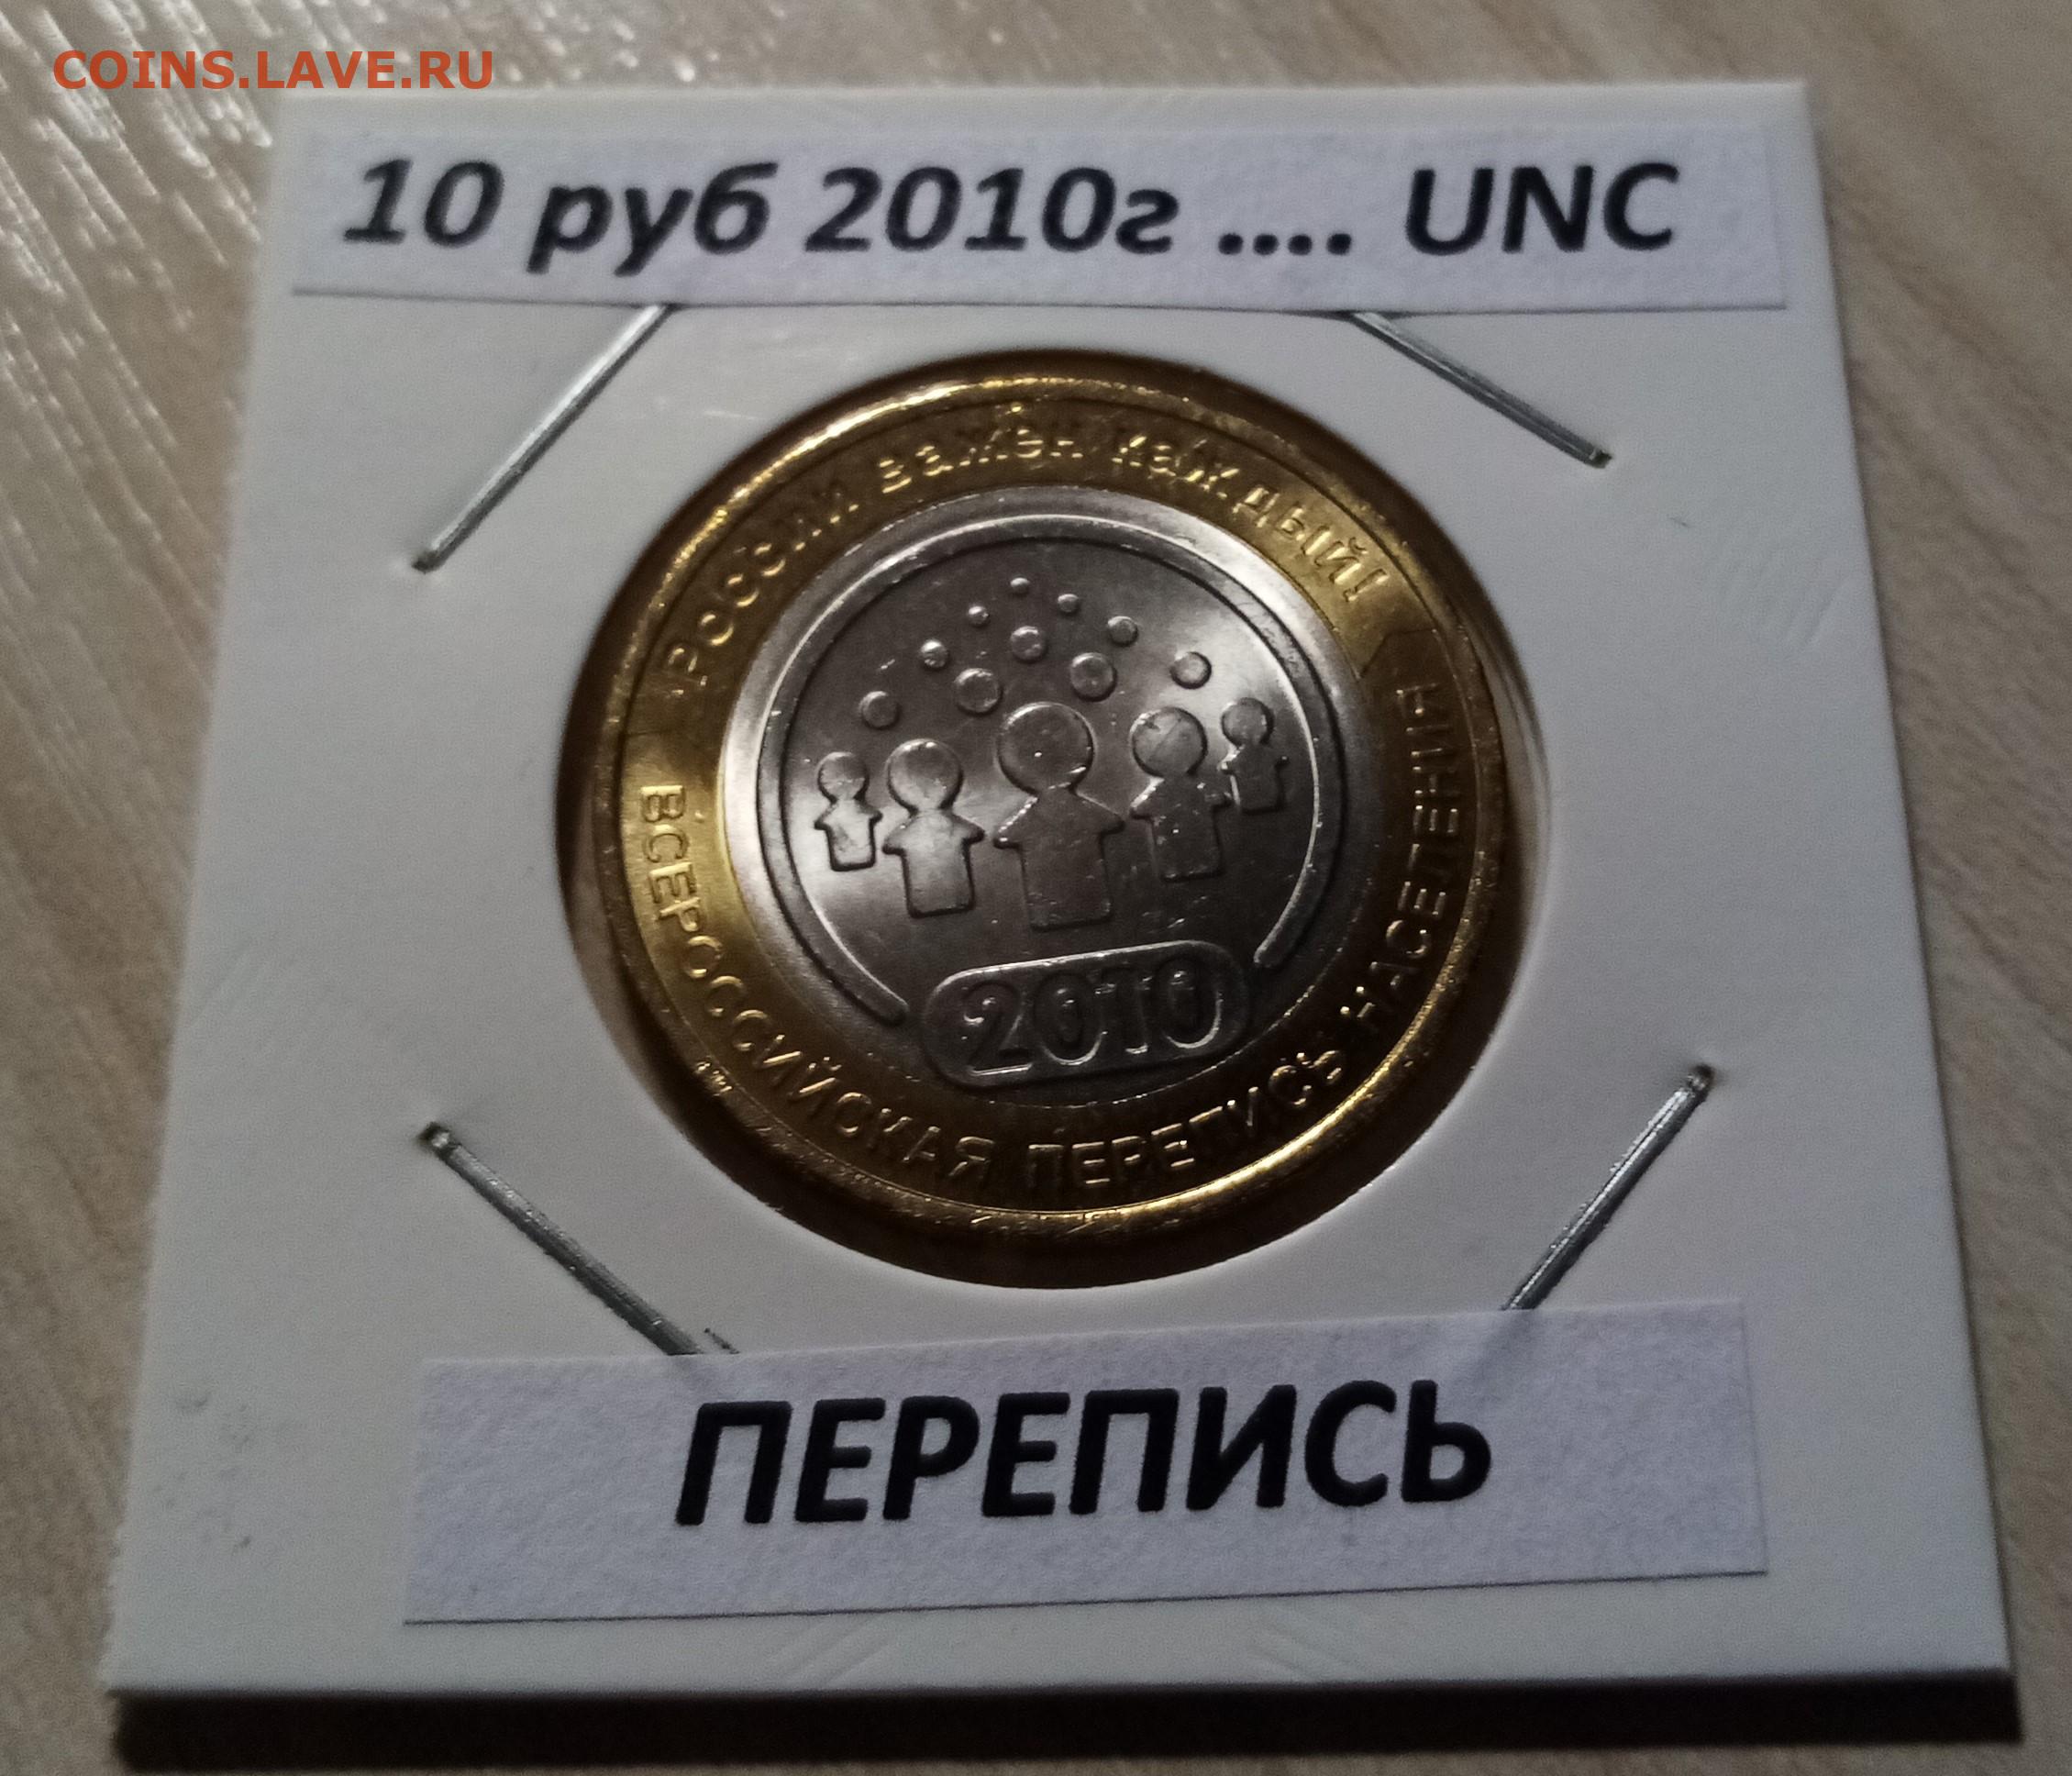 COINS.LAVE.RU
10 руб 2010г .... UNC
России важен каждый!
ВСЕРОССИЙСКАЯ ПЕРЕПИСЬ НАСЕЛЕНИЯ
2010
ПЕРЕПИСЬ